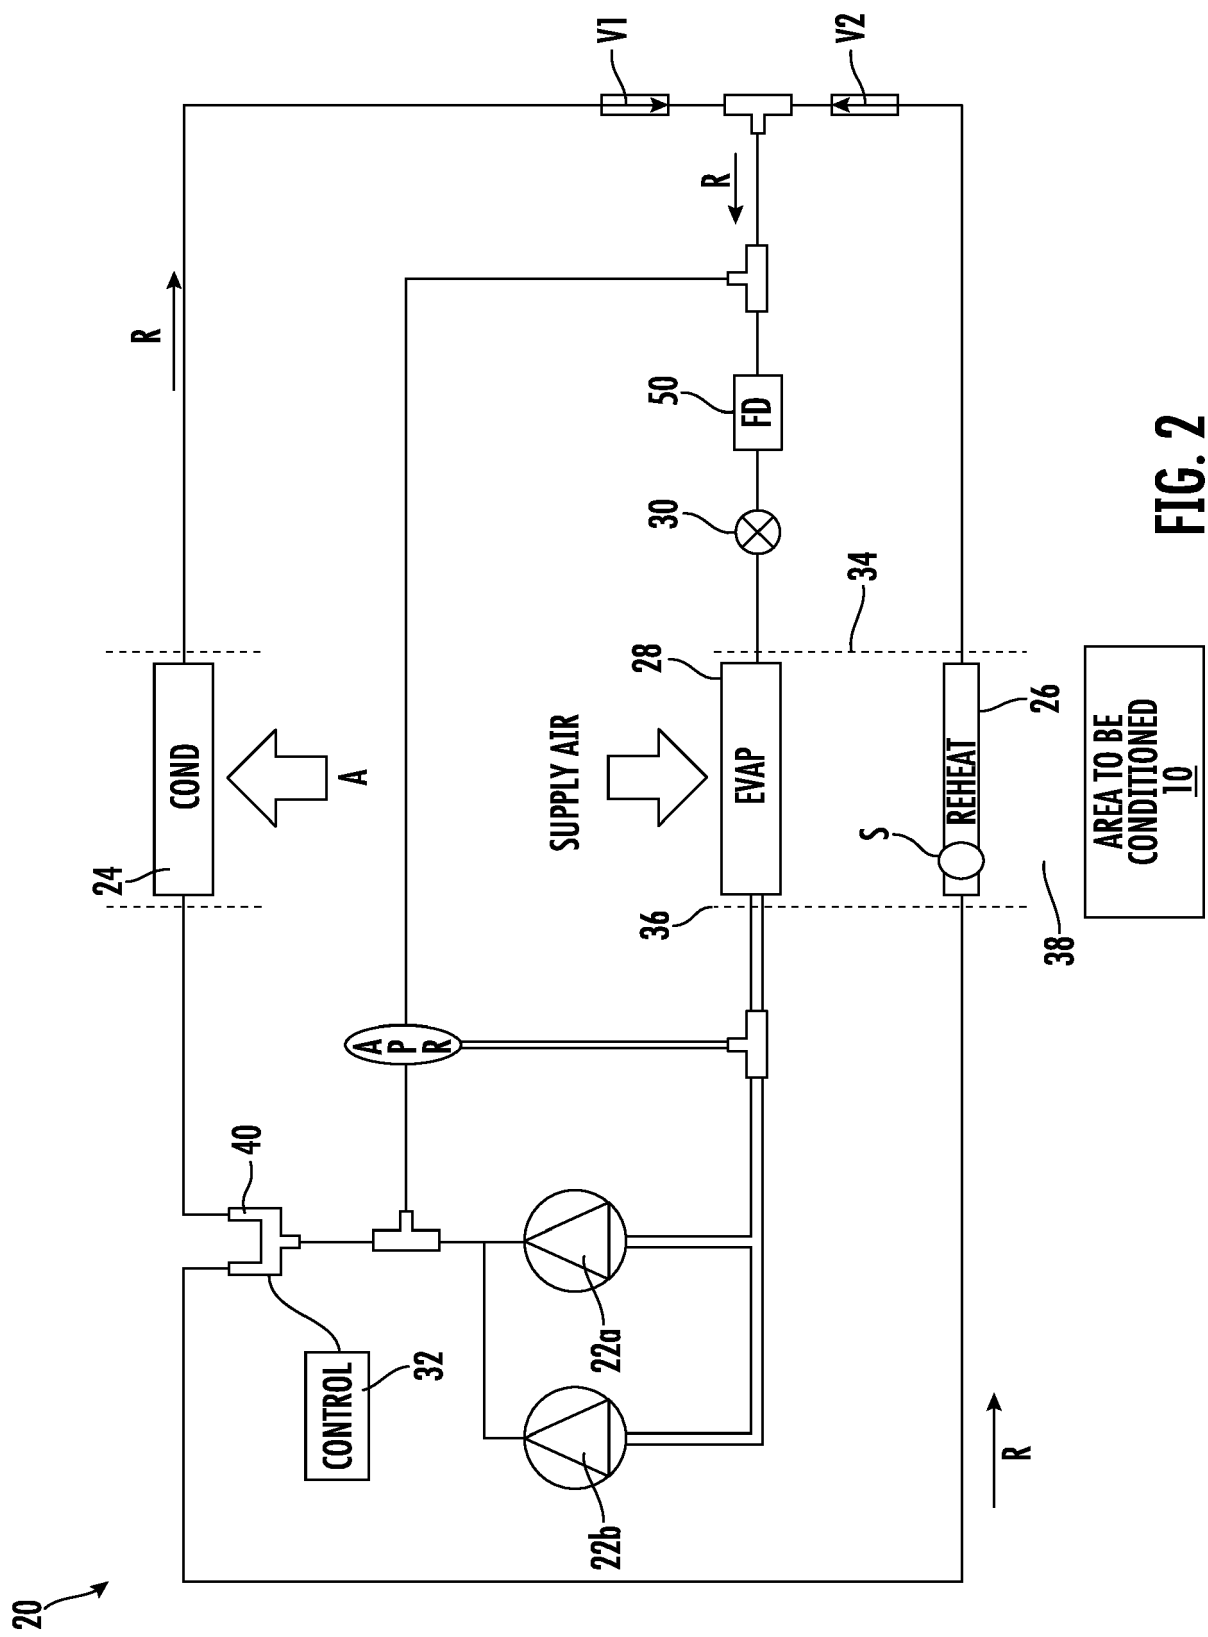 20
R
24
COND
A
40
CONTROL
32
A
P
R
22a
22b
SUPPLY AIR
28
EVAP
36
30
50
FD
R
V1
V2
34
S
REHEAT
26
38
R
AREA TO BE
CONDITIONED
10
FIG. 2